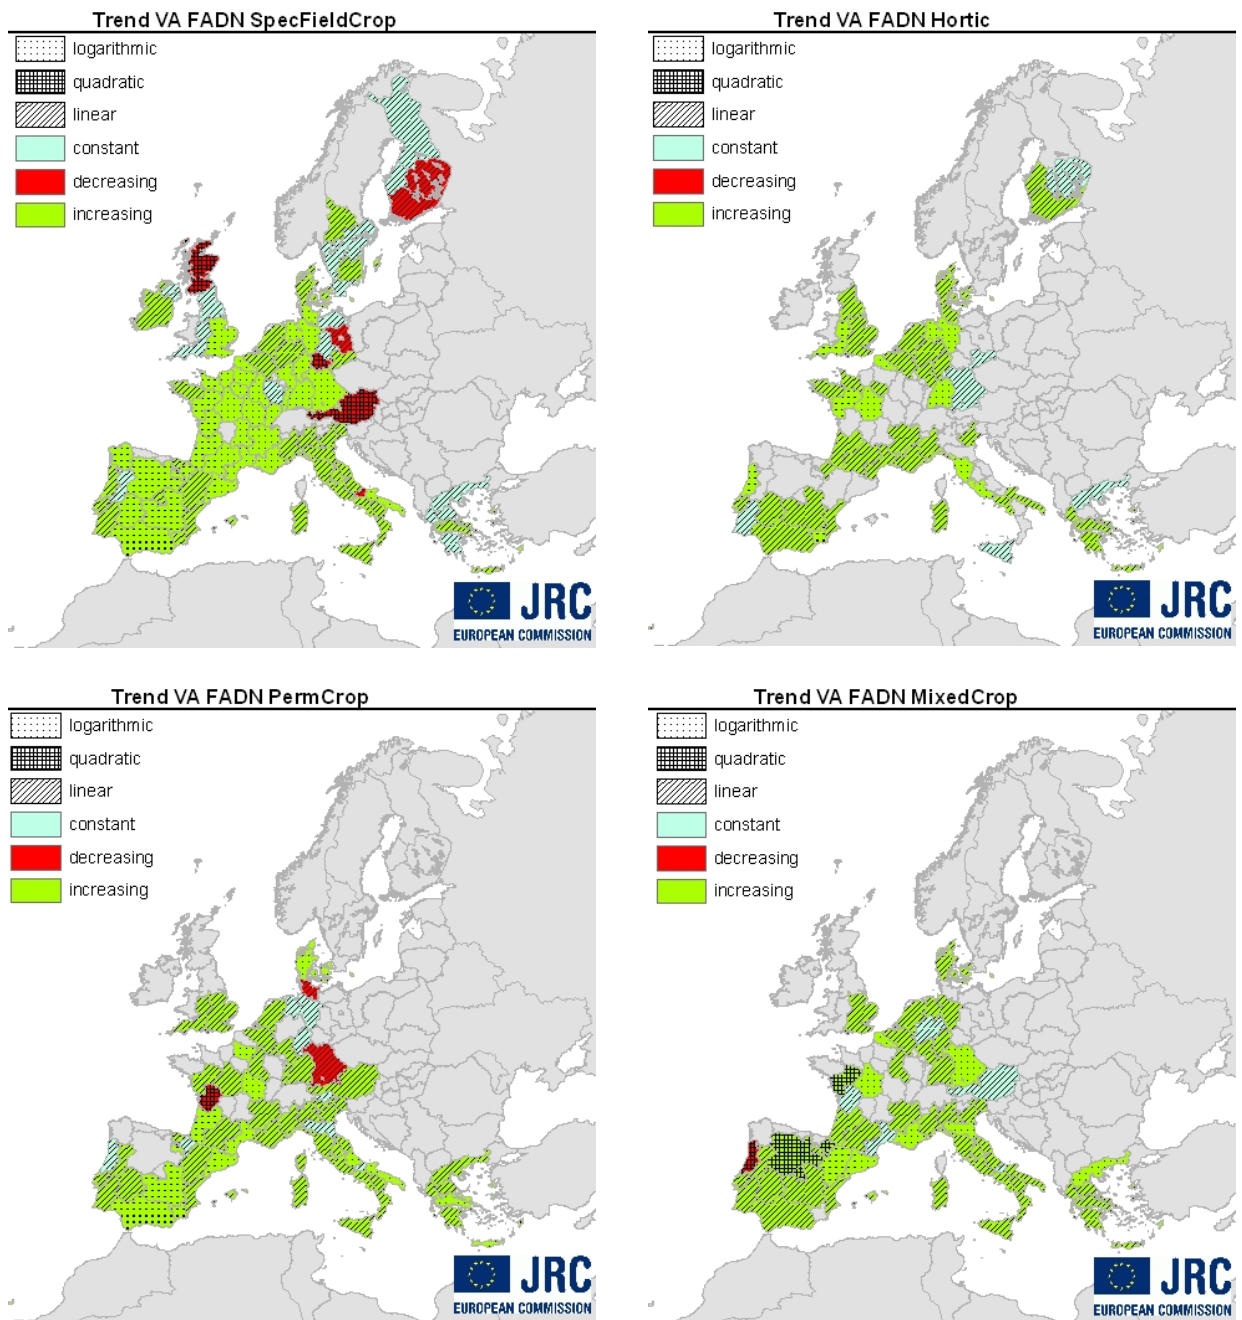 Trend VA FADN SpecFieldCrop
logarithmic
quadratic
linear
constant
decreasing
increasing
JRC
EUROPEAN COMMISSION
Trend VA FADN Hortic
logarithmic
quadratic
linear
constant
decreasing
increasing
JRC
EUROPEAN COMMISSION
Trend VA FADN PermCrop
logarithmic
quadratic
linear
constant
decreasing
increasing
JRC
EUROPEAN COMMISSION
Trend VA FADN MixedCrop
logarithmic
quadratic
linear
constant
decreasing
increasing
JRC
EUROPEAN COMMISSION